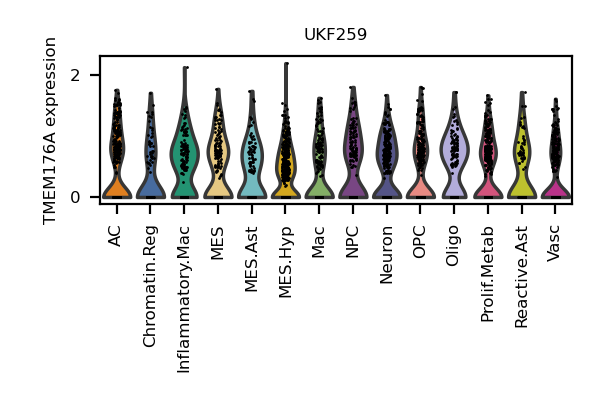 UKF259
TMEM176A expression
2
0
AC
Chromatin.Reg
Inflammatory.Mac
MES
MES.Ast
MES.Hyp
Mac
NPC
Neuron
OPC
Oligo
Prolif.Metab
Reactive.Ast
Vasc